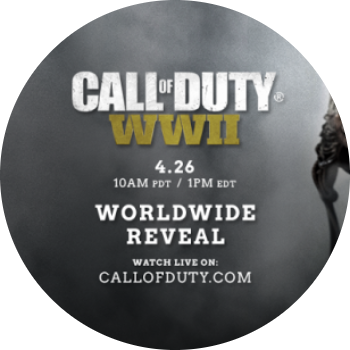 CALL OF DUTY®
WWII
4.26
10AM PDT / 1PM EDT
WORLDWIDE
REVEAL
WATCH LIVE ON:
CALLOFDUTY.COM